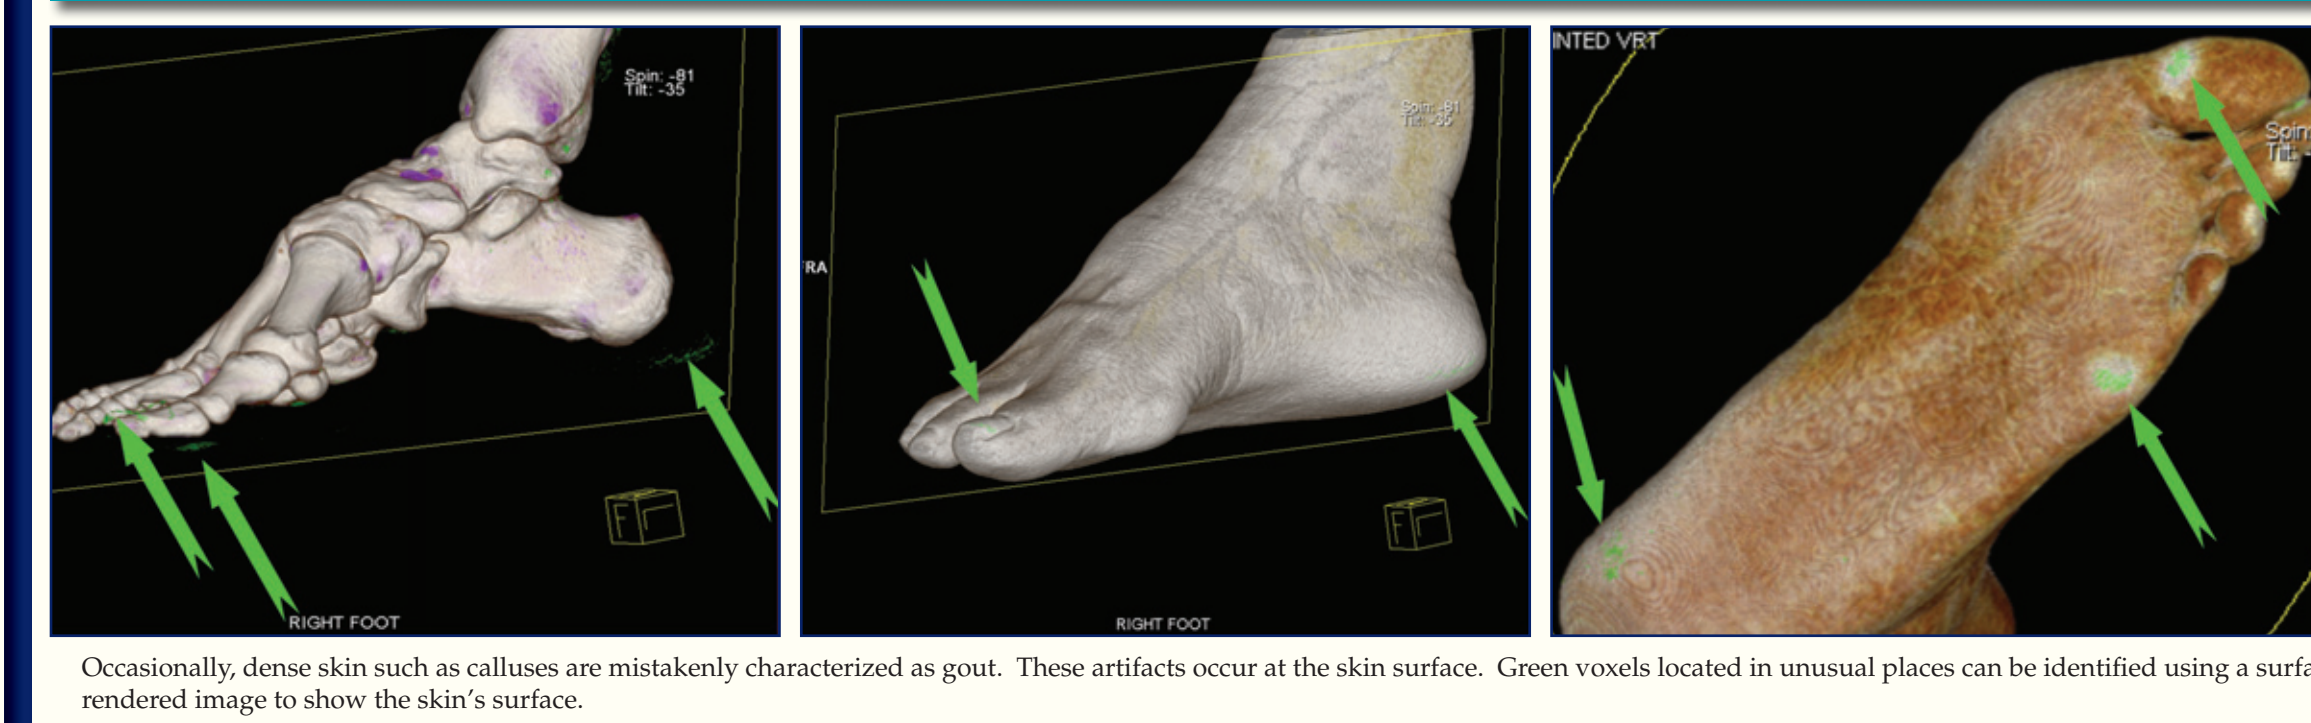 Spin: -81
Tilt: -35
RIGHT FOOT
Spin: -81
Tilt: -35
RA
RIGHT FOOT
INTED VRT
Spin:
Tilt: -
Occasionally, dense skin such as calluses are mistakenly characterized as gout.  These artifacts occur at the skin surface.  Green voxels located in unusual places can be identified using a surfa
rendered image to show the skin's surface.